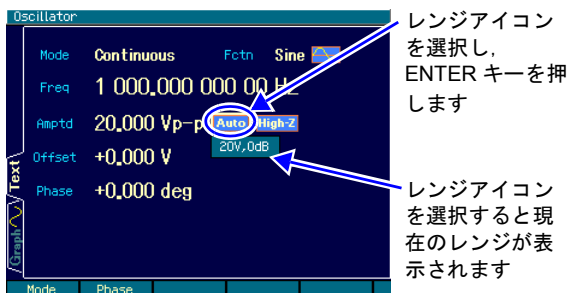 Oscillator
Mode Continuous Fctn Sine
Freq 1 000.000 000 00 Hz
Amptd 20.000 Vp-p Auto High-Z
20V,0dB
Offset +0.000 V
Phase +0.000 deg
Text
Graph
Mode Phase
レンジアイコン
を選択し,
ENTER キーを押
します
レンジアイコン
を選択すると現
在のレンジが表
示されます